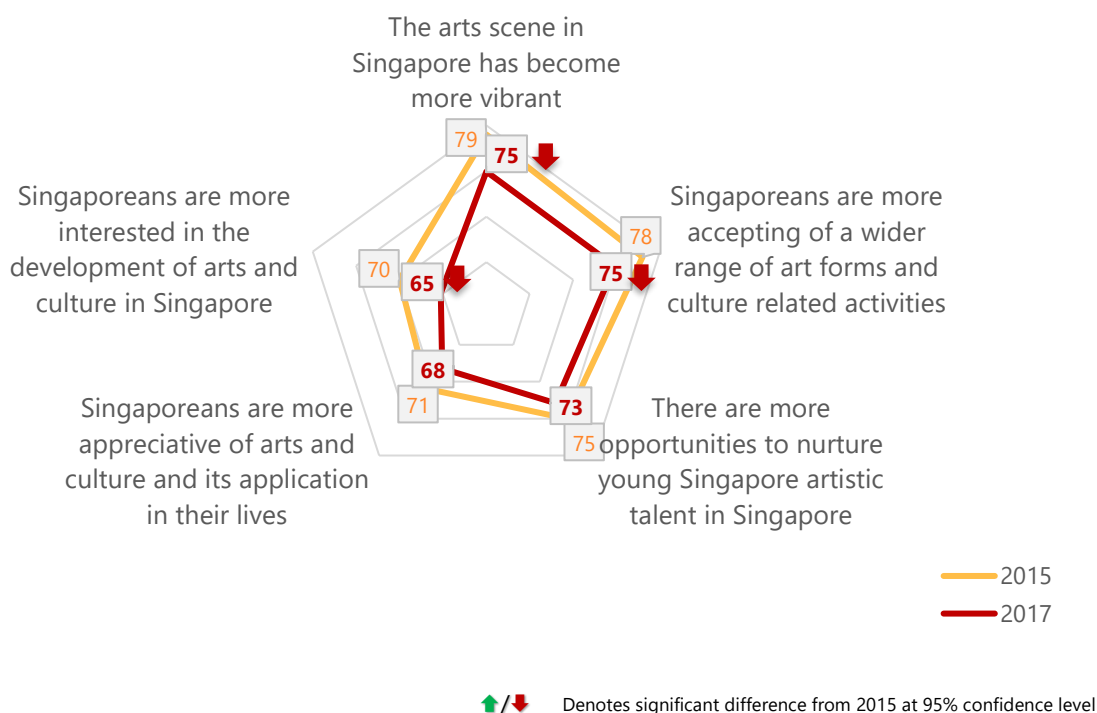 The arts scene in
Singapore has become
more vibrant
79
75
Singaporeans are more
interested in the
development of arts and
culture in Singapore
Singaporeans are more
accepting of a wider
range of art forms and
culture related activities
78
75
70
65
68
71
73
75
Singaporeans are more
appreciative of arts and
culture and its application
in their lives
There are more
opportunities to nurture
young Singapore artistic
talent in Singapore
2015
2017
/
Denotes significant difference from 2015 at 95% confidence level